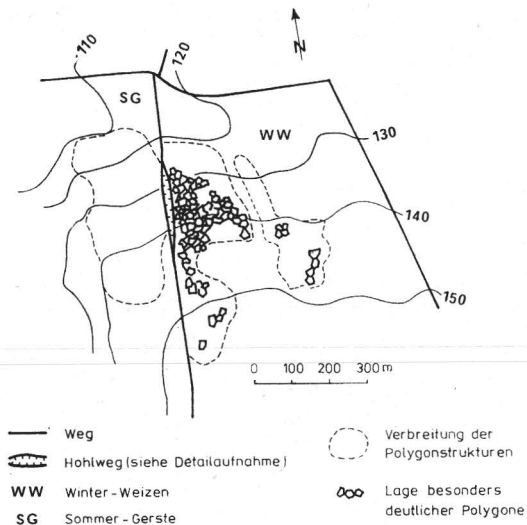 N
110
120
SG
WW
130
140
150
0 100 200 300 m
Weg
Hohlweg (siehe Detailaufnahme)
WW Winter-Weizen
SG Sommer-Gerste
Verbreitung der
Polygonstrukturen
Lage besonders
deutlicher Polygone